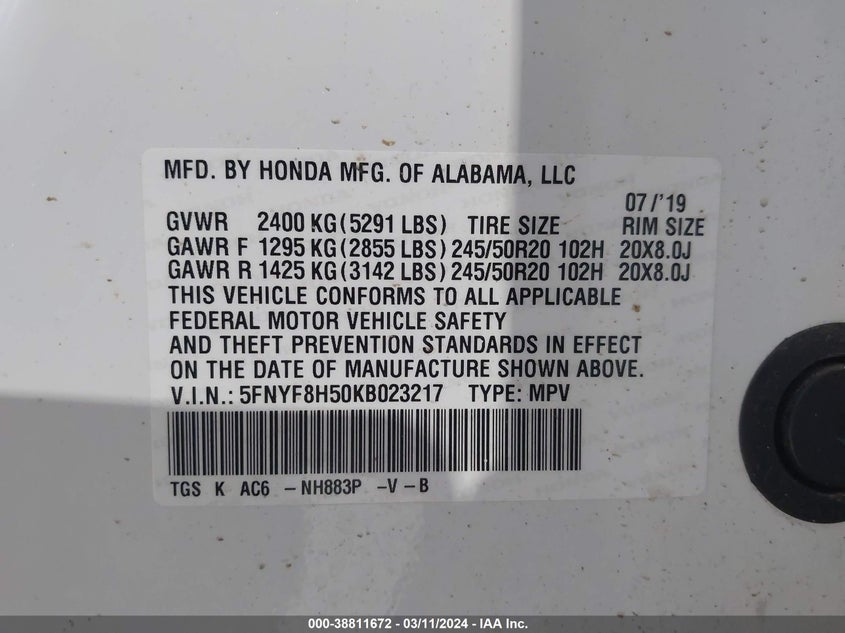 MFD. BY HONDA MFG. OF ALABAMA, LLC
07/'19
GVWR 2400 KG(5291 LBS) TIRE SIZE RIM SIZE
GAWR F 1295 KG(2855 LBS) 245/50R20 102H 20X8.0J
GAWR R 1425 KG(3142 LBS) 245/50R20 102H 20X8.0J
THIS VEHICLE CONFORMS TO ALL APPLICABLE
FEDERAL MOTOR VEHICLE SAFETY
AND THEFT PREVENTION STANDARDS IN EFFECT
ON THE DATE OF MANUFACTURE SHOWN ABOVE.
V.I.N.: 5FNYF8H50KB023217 TYPE: MPV
TGS K AC6 -NH883P -V-B
000-38811672 - 03/11/2024 - IAAI.com Inc.